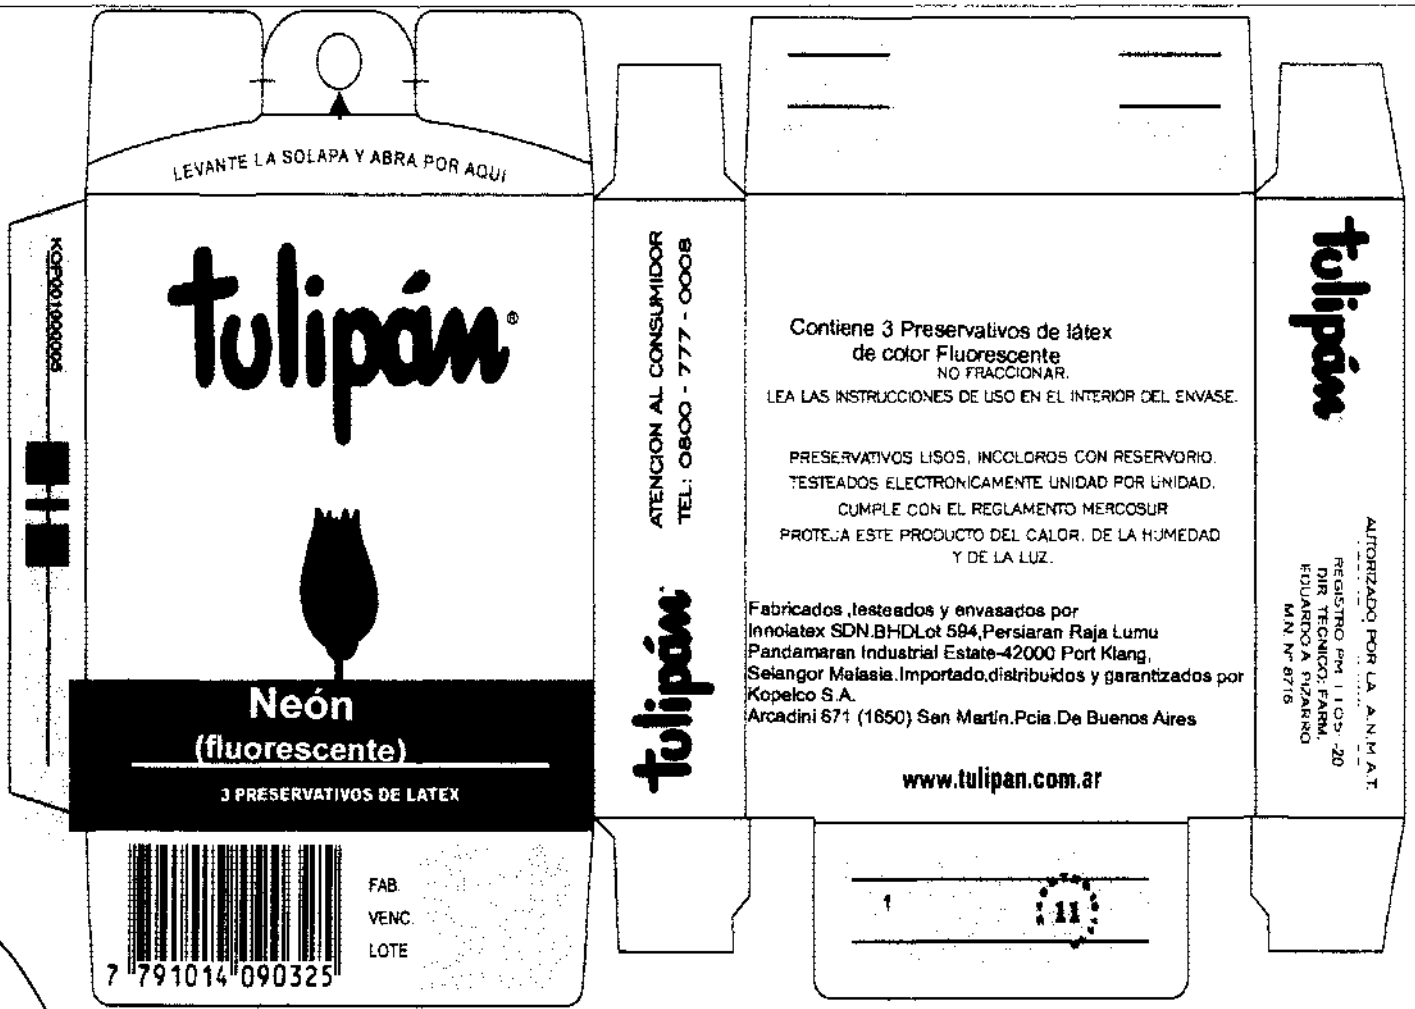 LEVANTE LA SOLAPA Y ABRA POR AQUI
KOP001000005
tulipán®
Neón
(fluorescente)
3 PRESERVATIVOS DE LATEX
7 791014 090325
FAB.
VENC.
LOTE
ATENCION AL CONSUMIDOR
TEL: 0800 - 777 - 0008
tulipán
Contiene 3 Preservativos de látex
de color Fluorescente
NO FRACCIONAR.
LEA LAS INSTRUCCIONES DE USO EN EL INTERIOR DEL ENVASE.
PRESERVATIVOS LISOS, INCOLOROS CON RESERVORIO.
TESTEADOS ELECTRONICAMENTE UNIDAD POR UNIDAD.
CUMPLE CON EL REGLAMENTO MERCOSUR
PROTEJA ESTE PRODUCTO DEL CALOR, DE LA HUMEDAD
Y DE LA LUZ.
Fabricados ,testeados y envasados por
Innolatex SDN.BHDLot 594,Persiaran Raja Lumu
Pandamaran Industrial Estate-42000 Port Klang,
Selangor Malasia.Importado,distribuidos y garantizados por
Kopelco S.A.
Arcadini 671 (1650) San Martín.Pcia.De Buenos Aires
www.tulipan.com.ar
1
11
tulipán
AUTORIZADO POR LA A.N.M.A.T.
REGISTRO PM -20
DIR TECNICO: FARM.
EDUARDO A PIZARRO
M.N. N° 8716